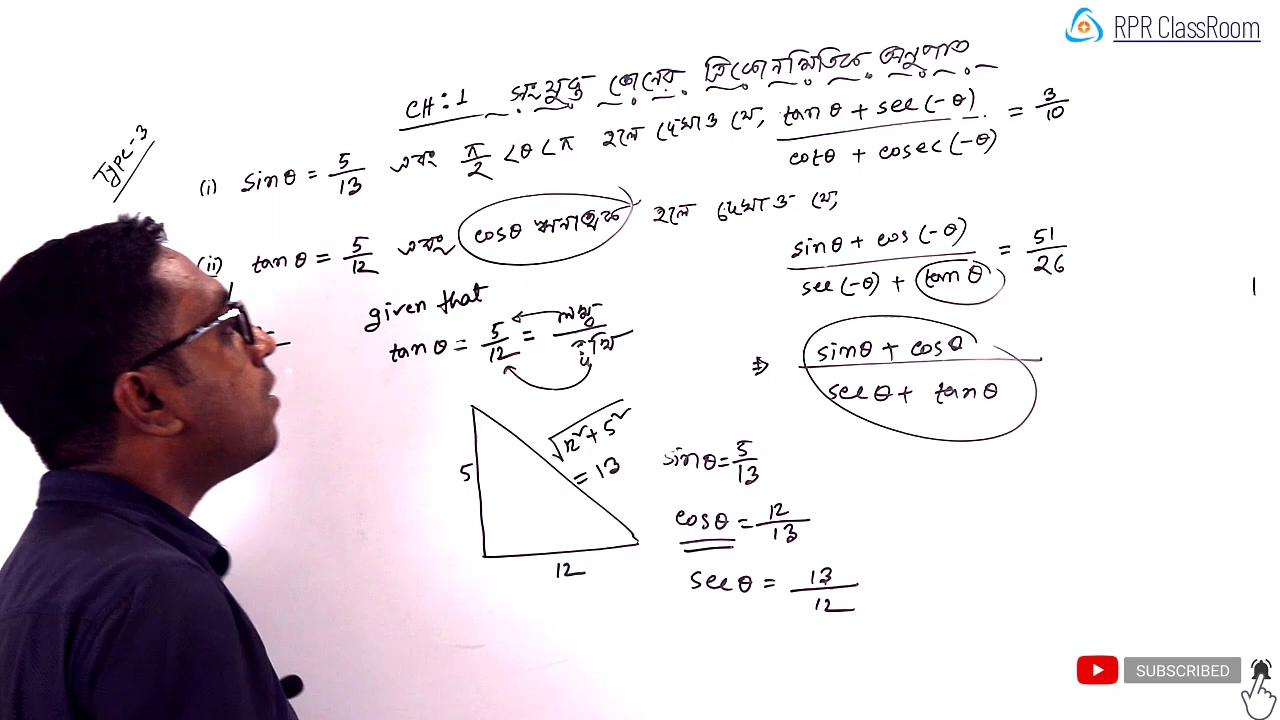 RPR ClassRoom
CH: 1 সংযুক্ত কোনের ত্রিকোনমিতিক অনুপাত
Type-3
(i) sinθ = 5/13 এবং π/2 <θ<π হলে দেখাও যে, tanθ + sec(-θ) / cotθ + cosec(-θ) = 3/10
(ii) tanθ = 5/12 এবং cosθ ঋনাত্মক হলে দেখাও যে,
sinθ + cos(-θ) / sec(-θ) + tanθ = 51/26
given that
tanθ = 5/12 = লম্ব/ভূমি
⇒ sinθ + cosθ / secθ + tanθ
√12²+5²
= 13
5
12
sinθ = 5/13
cosθ = 12/13
secθ = 13/12
SUBSCRIBED